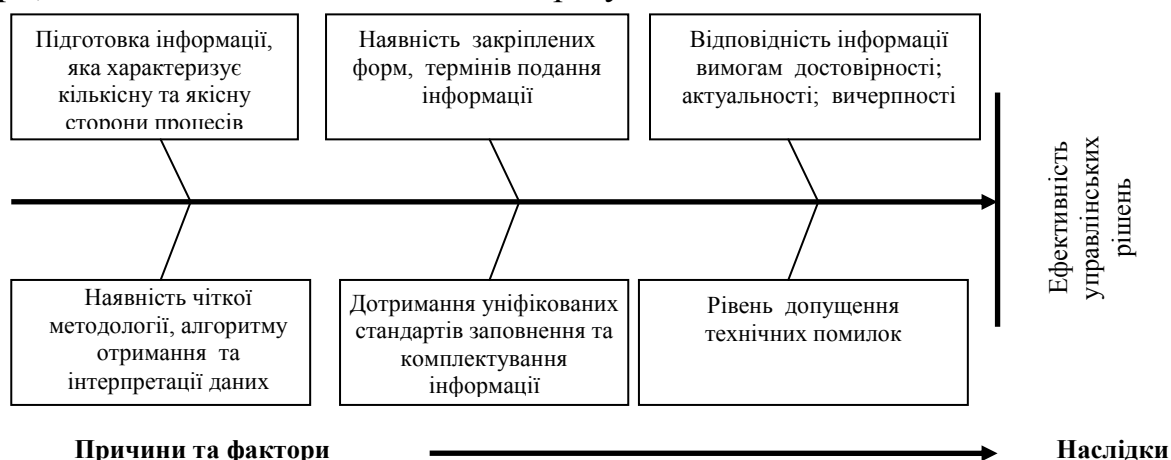 Підготовка інформації,
яка характеризує
кількісну та якісну
сторони процесів
Наявність закріплених
форм, термінів подання
інформації
Відповідність інформації
вимогам достовірності;
актуальності; вичерпності
Ефективність
управлінських
рішень
Наявність чіткої
методології, алгоритму
отримання та
інтерпретації даних
Дотримання уніфікованих
стандартів заповнення та
комплектування
інформації
Рівень допущення
технічних помилок
Причини та фактори
Наслідки